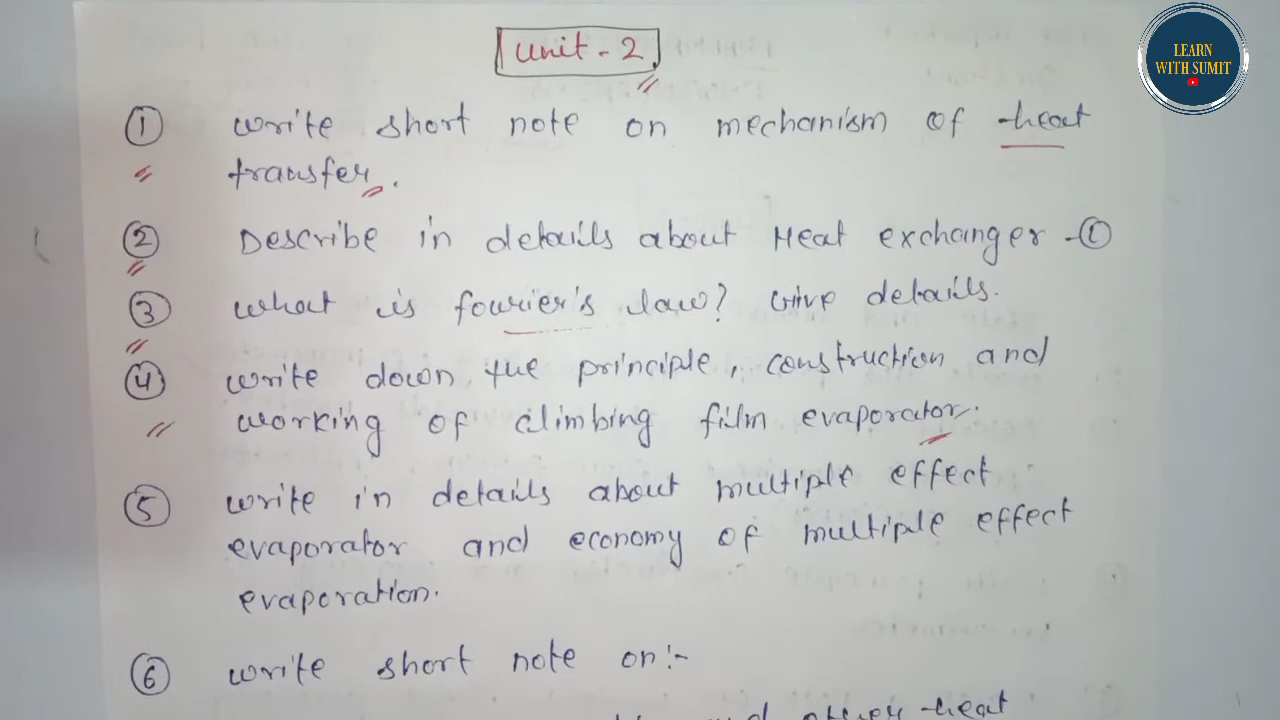 Unit - 2
LEARN
WITH SUMIT
① write short note on mechanism of heat
transfer.
② Describe in details about Heat exchanger - ①
③ What is fourier's law? Give details.
④ write down the principle, construction and
working of climbing film evaporator.
⑤ write in details about multiple effect
evaporator and economy of multiple effect
evaporation.
⑥ write short note on :-
other heat